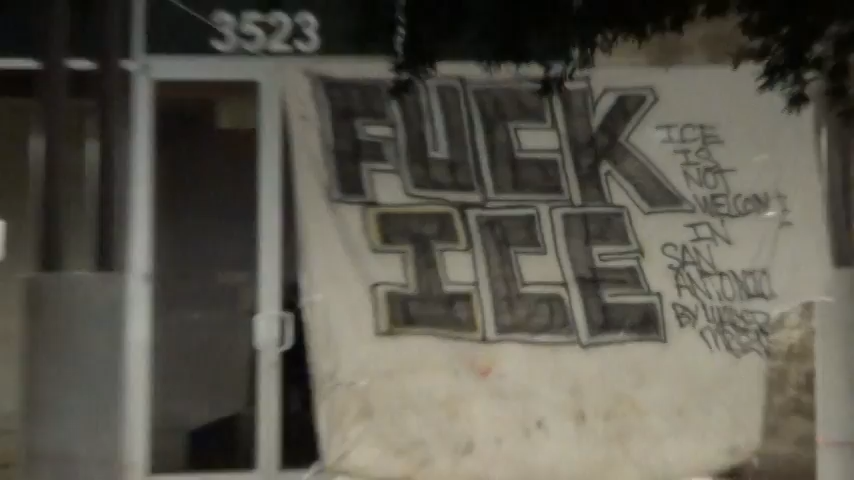 3523
FUCK
ICE
ICE
IS
NOT
WELCOME
IN
SAN
ANTONIO
BY